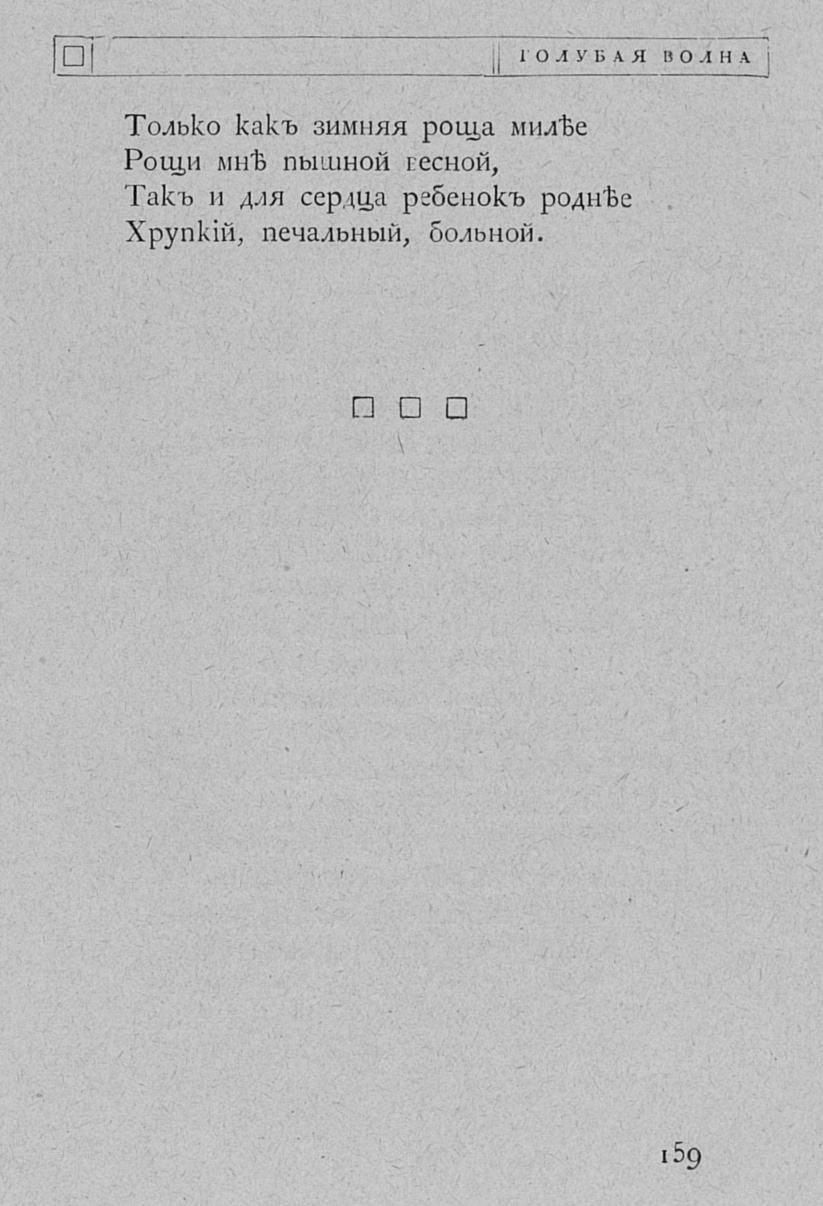 ГОЛУБАЯ ВОЛНА
Только какъ зимняя роща милѣе
Рощи мнѣ пышной весной,
Такъ и для сердца ребенокъ роднѣе
Хрупкій, печальный, больной.
159